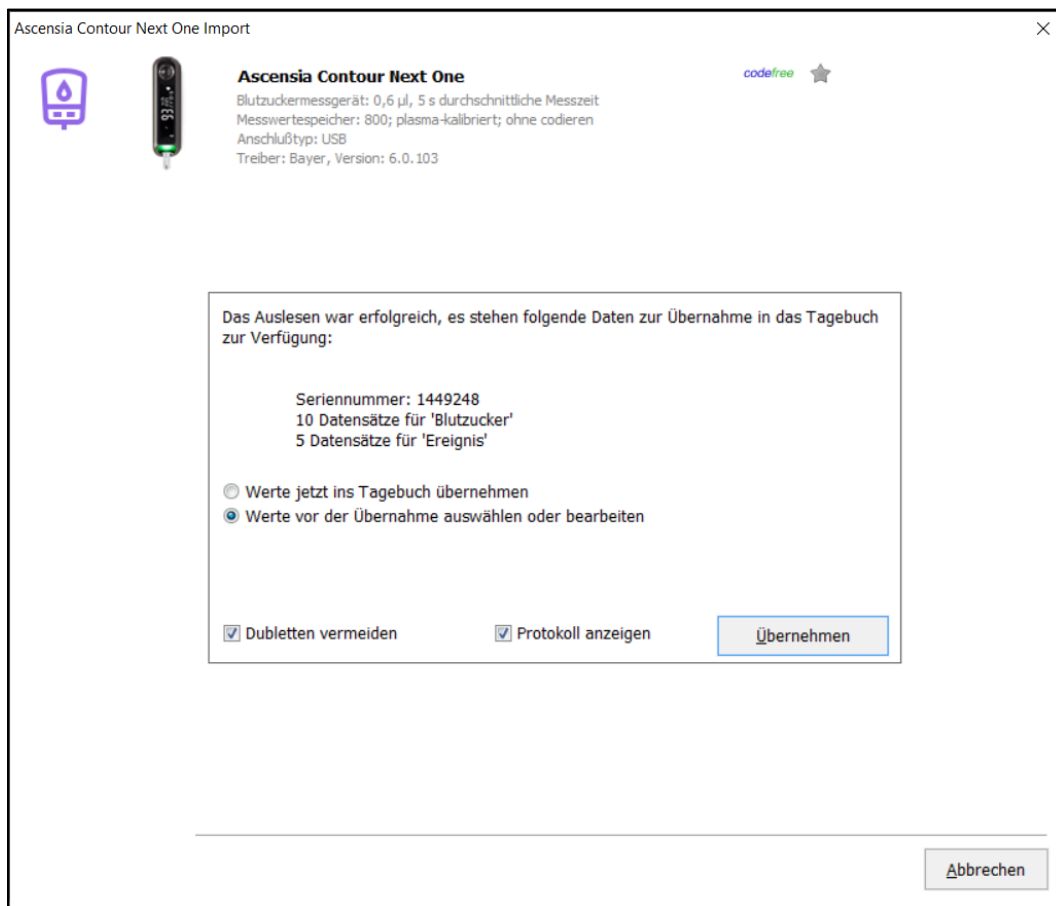 Ascensia Contour Next One Import
Ascensia Contour Next One
codefree
Blutzuckermessgerät: 0,6 µl, 5 s durchschnittliche Messzeit
Messwertespeicher: 800; plasma-kalibriert; ohne codieren
Anschlußtyp: USB
Treiber: Bayer, Version: 6.0.103
Das Auslesen war erfolgreich, es stehen folgende Daten zur Übernahme in das Tagebuch
zur Verfügung:
Seriennummer: 1449248
10 Datensätze für 'Blutzucker'
5 Datensätze für 'Ereignis'
Werte jetzt ins Tagebuch übernehmen
Werte vor der Übernahme auswählen oder bearbeiten
Dubletten vermeiden
Protokoll anzeigen
Übernehmen
Abbrechen